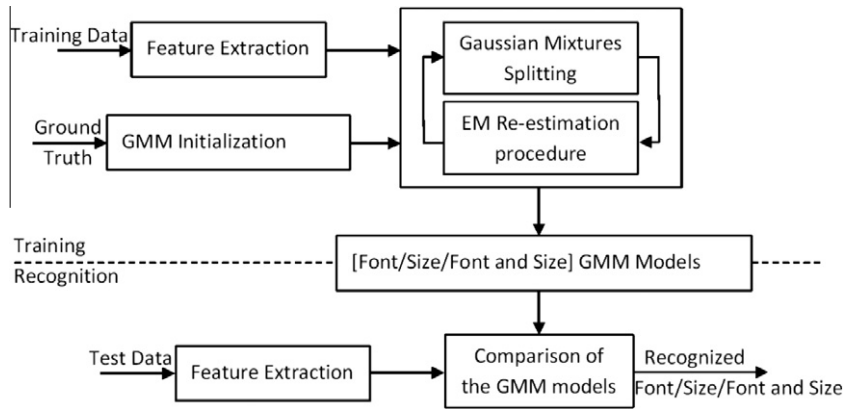 Training Data
Feature Extraction
Gaussian Mixtures
Splitting
Ground
Truth
GMM Initialization
EM Re-estimation
procedure
Training
Recognition
[Font/Size/Font and Size] GMM Models
Test Data
Feature Extraction
Comparison of
the GMM models
Recognized
Font/Size/Font and Size